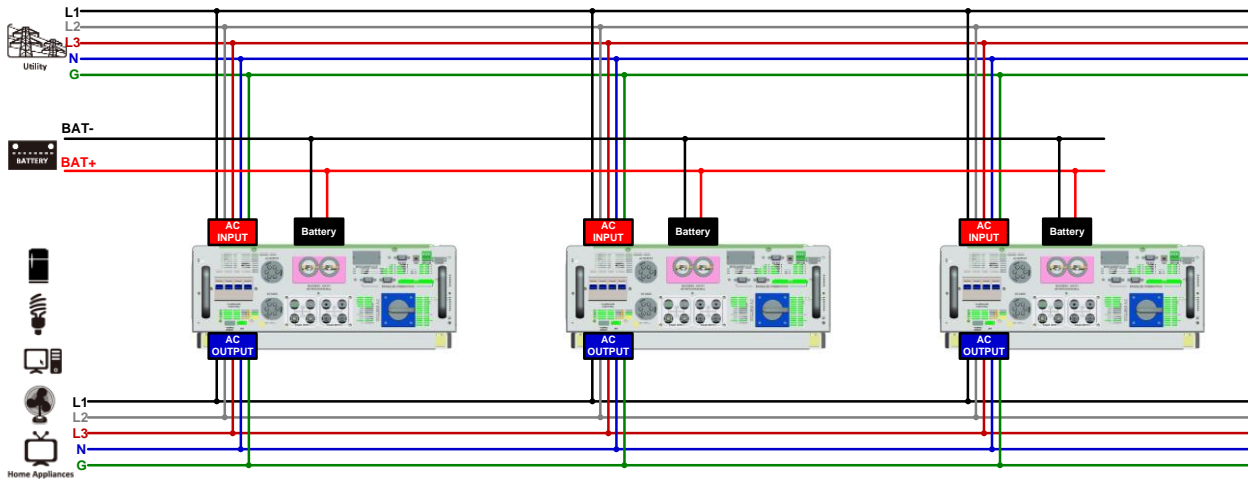 L1
L2
L3
N
G
Utility
BAT-
BATTERY
BAT+
AC INPUT
Battery
AC INPUT
Battery
AC INPUT
Battery
AC OUTPUT
AC OUTPUT
AC OUTPUT
L1
L2
L3
N
G
Home Appliances